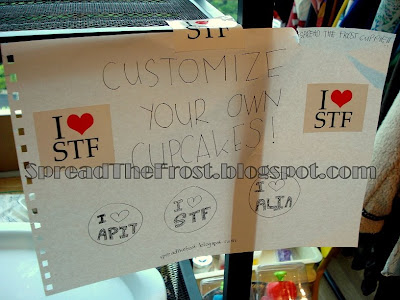 I ❤ STF
SPREAD THE FROST CUPCAKES
CUSTOMIZE
YOUR OWN
CUPCAKES!
I ❤
STF
I ❤
STF
SpreadTheFrost.blogspot.com
I ♡
APIT
I ♡
STF
I ♡
ALIA
spreadthefrost.blogspot.com